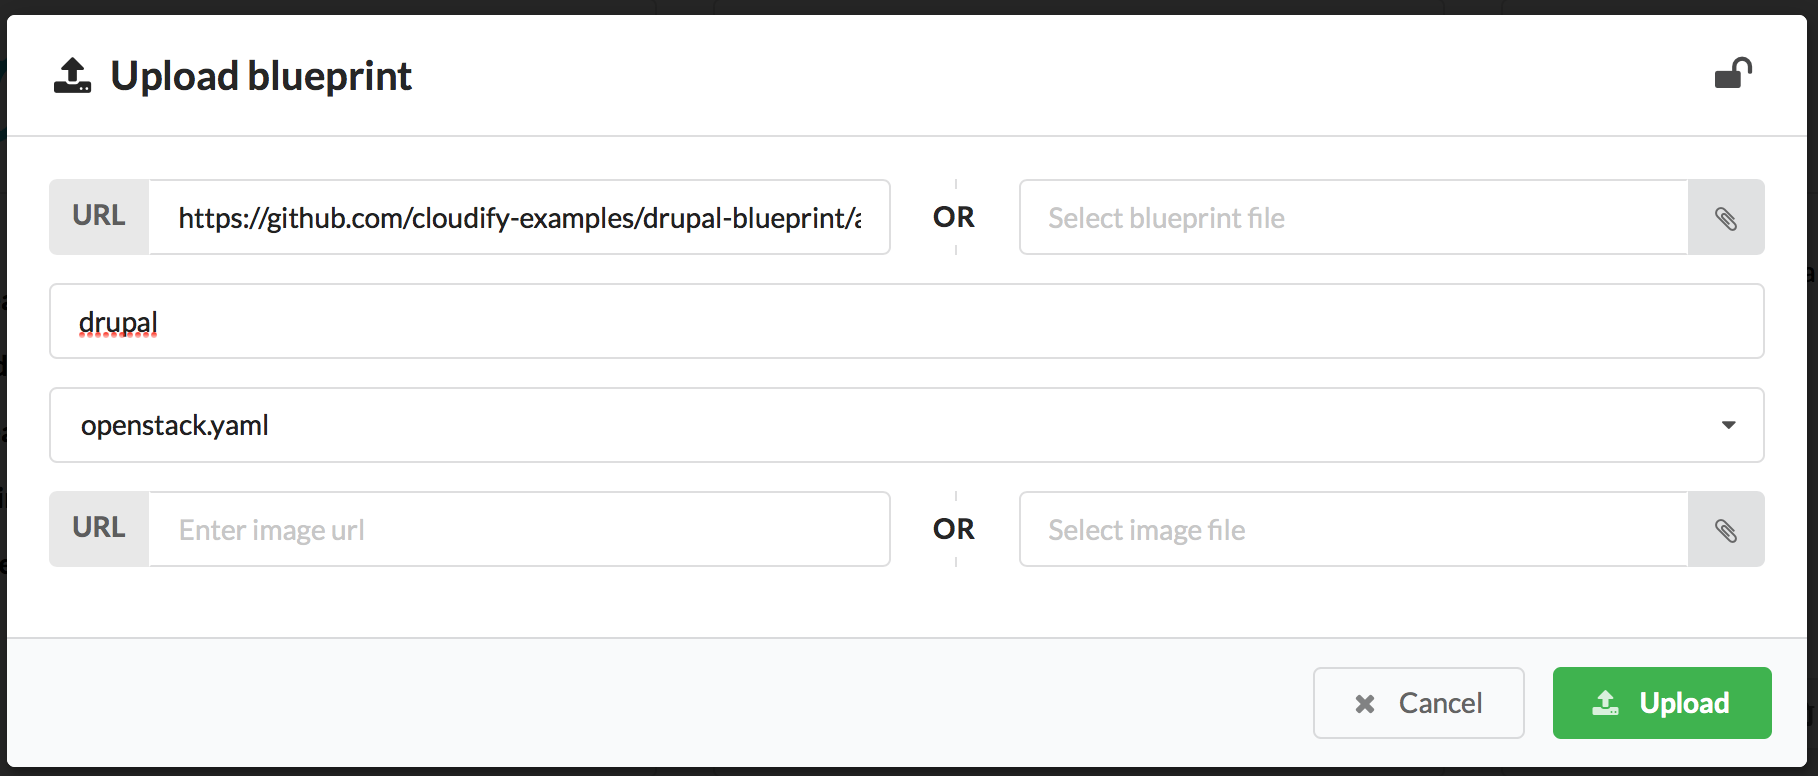 Upload blueprint
URL https://github.com/cloudify-examples/drupal-blueprint/a OR Select blueprint file
drupal
openstack.yaml
URL Enter image url OR Select image file
Cancel Upload